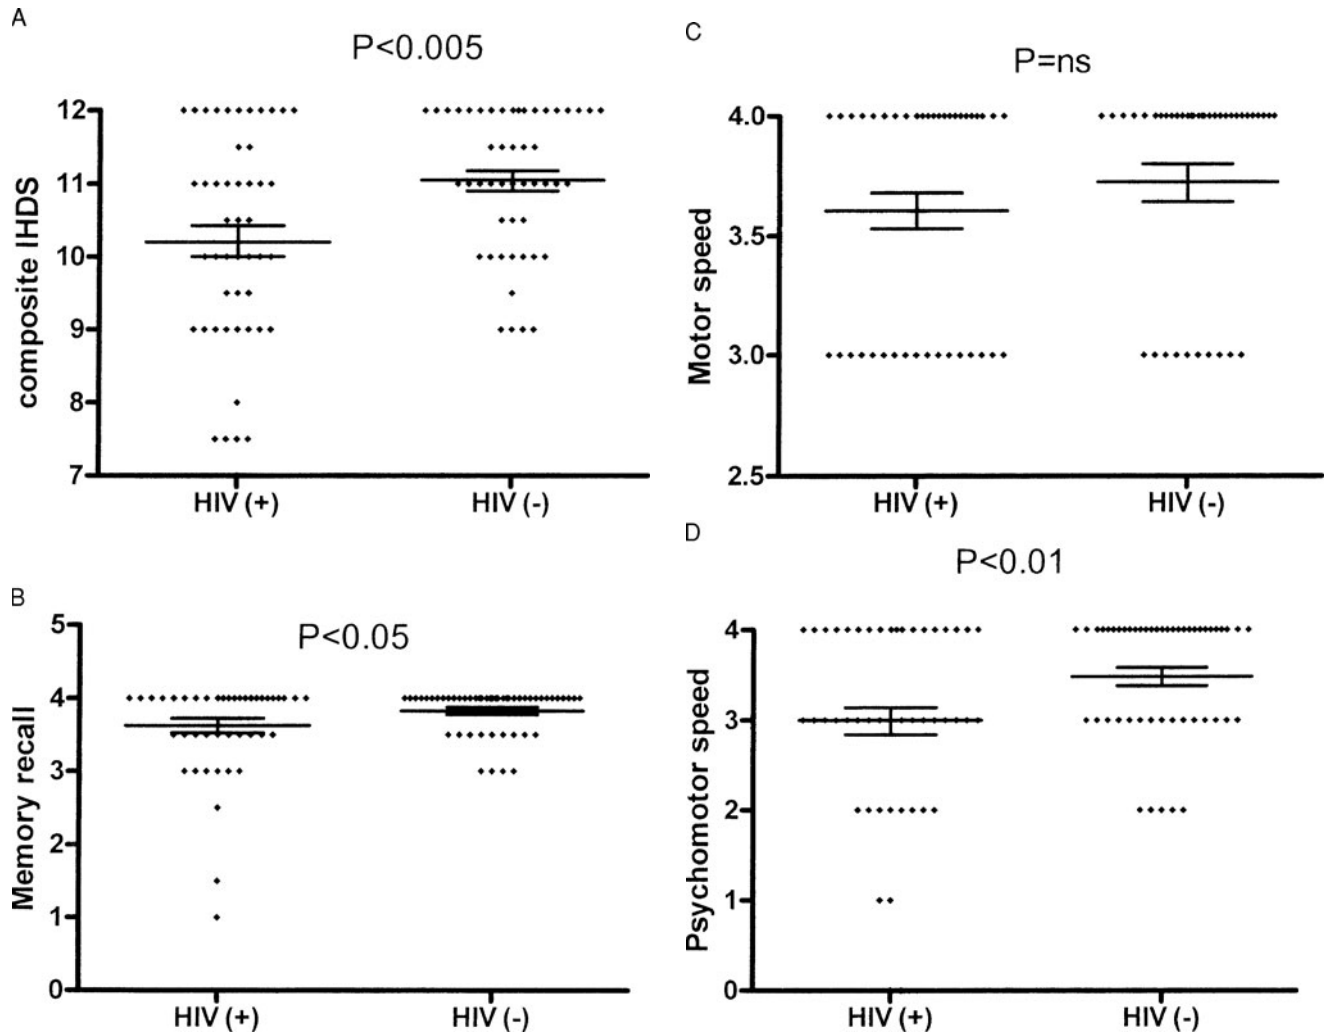 A
P<0.005
composite IHDS
12
11
10
9
8
7
HIV (+)
HIV (-)
B
P<0.05
Memory recall
5
4
3
2
1
0
HIV (+)
HIV (-)
C
P=ns
Motor speed
4.0
3.5
3.0
2.5
HIV (+)
HIV (-)
D
P<0.01
Psychomotor speed
4
3
2
1
0
HIV (+)
HIV (-)